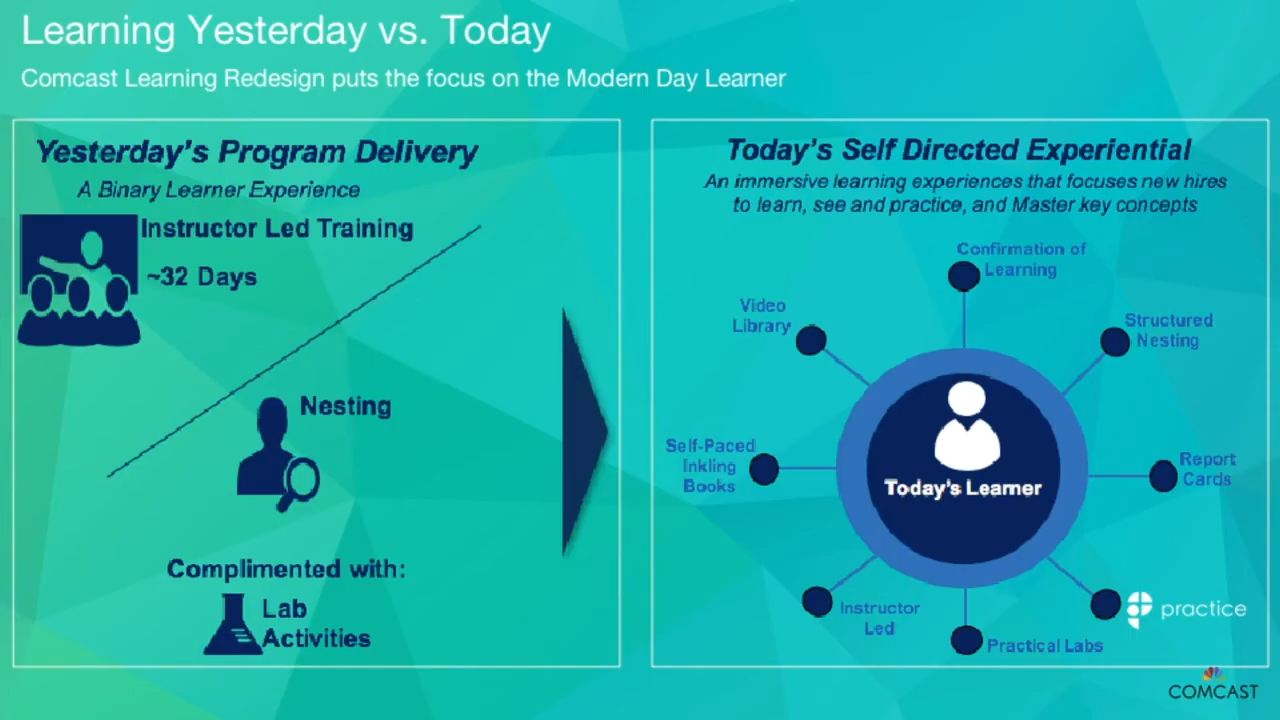 Learning Yesterday vs. Today
Comcast Learning Redesign puts the focus on the Modern Day Learner
Yesterday's Program Delivery
A Binary Learner Experience
Instructor Led Training
~32 Days
Nesting
Complimented with:
Lab
Activities
Today's Self Directed Experiential
An immersive learning experiences that focuses new hires
to learn, see and practice, and Master key concepts
Confirmation of
Learning
Video
Library
Structured
Nesting
Self-Paced
Inkling
Books
Today's Learner
Report
Cards
Instructor
Led
Practical Labs
practice
COMCAST